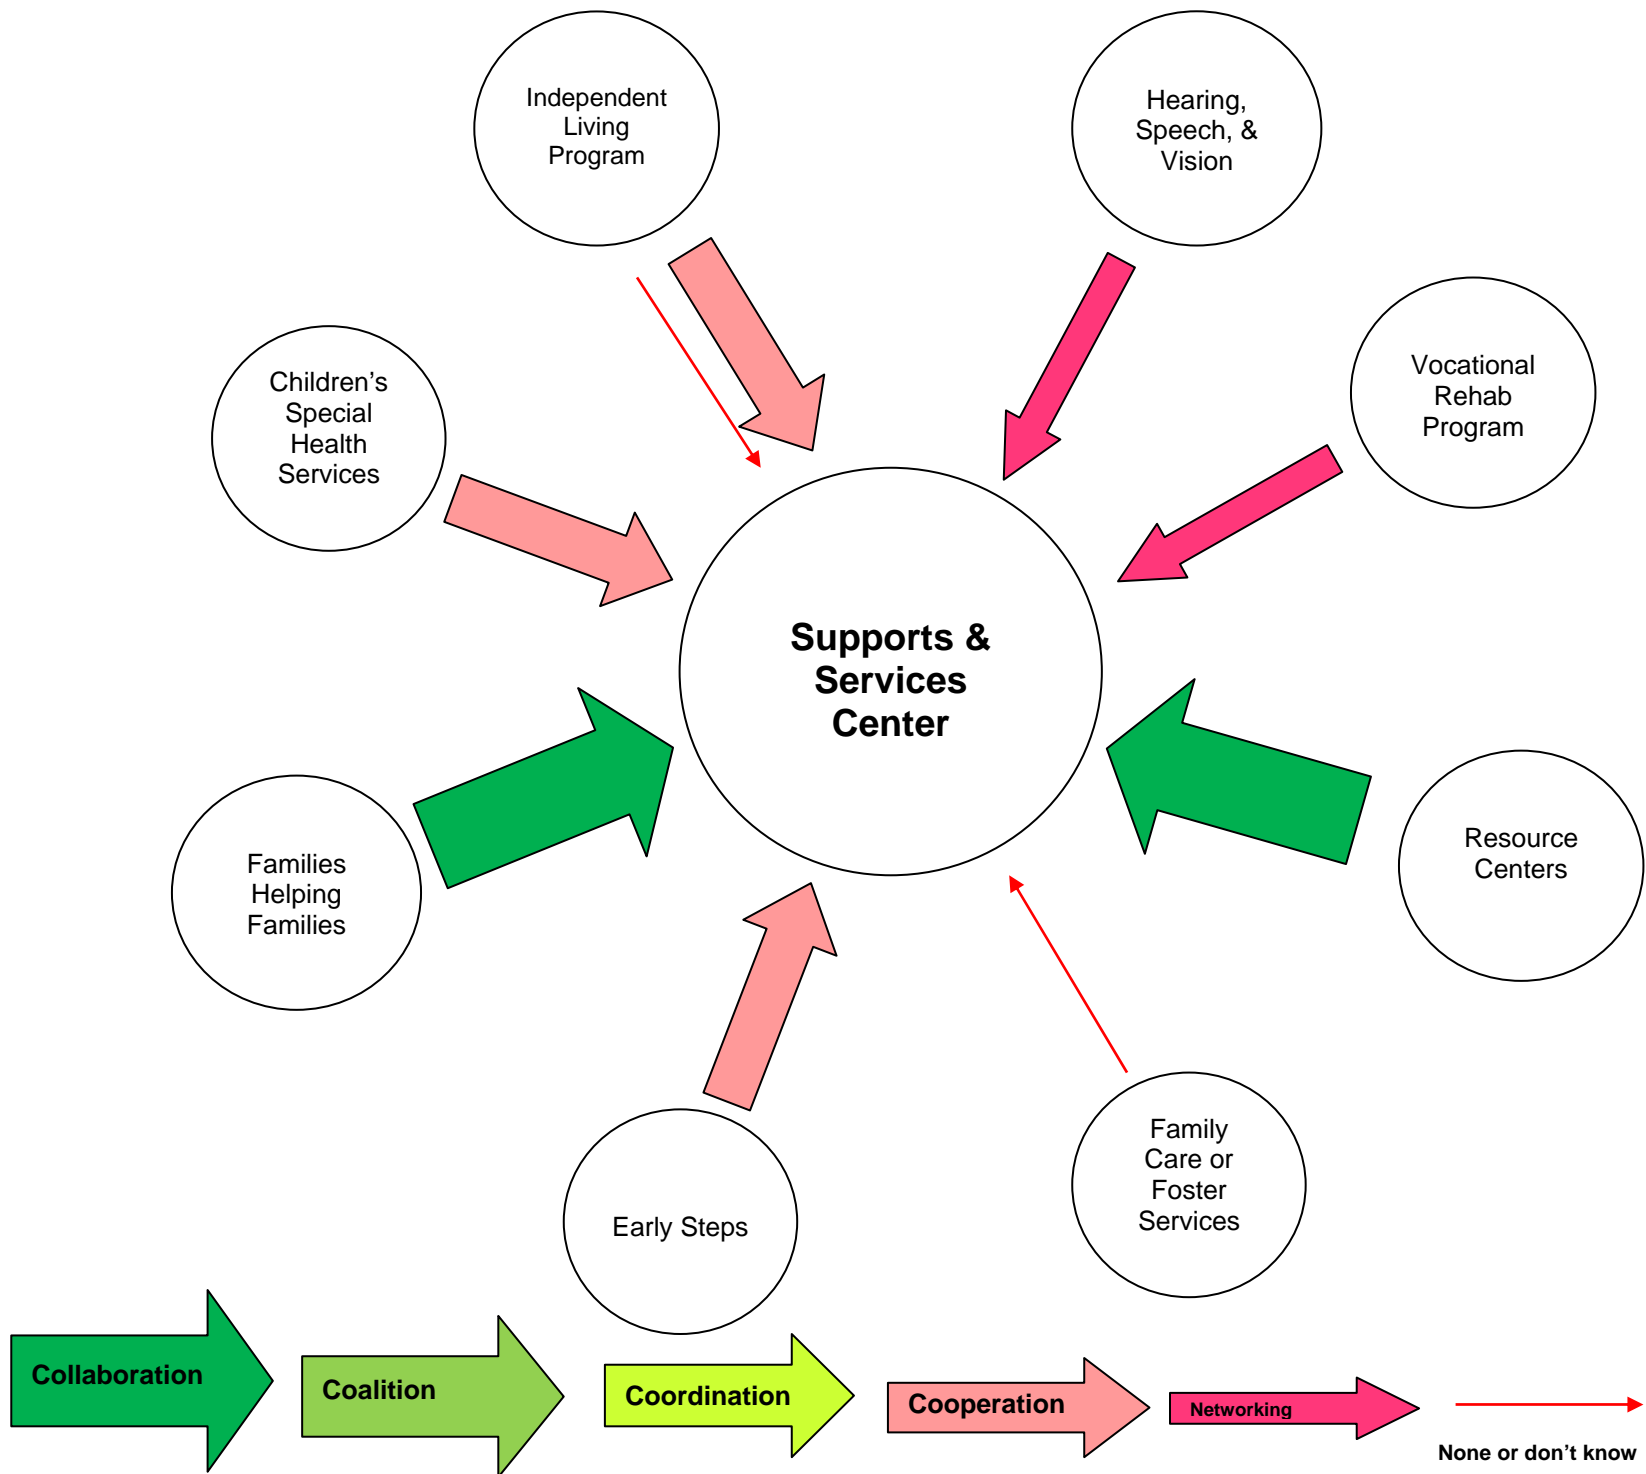 Independent
Living
Program
Hearing,
Speech, &
Vision
Children’s
Special
Health
Services
Vocational
Rehab
Program
Supports &
Services
Center
Families
Helping
Families
Resource
Centers
Early Steps
Family
Care or
Foster
Services
Collaboration
Coalition
Coordination
Cooperation
Networking
None or don’t know